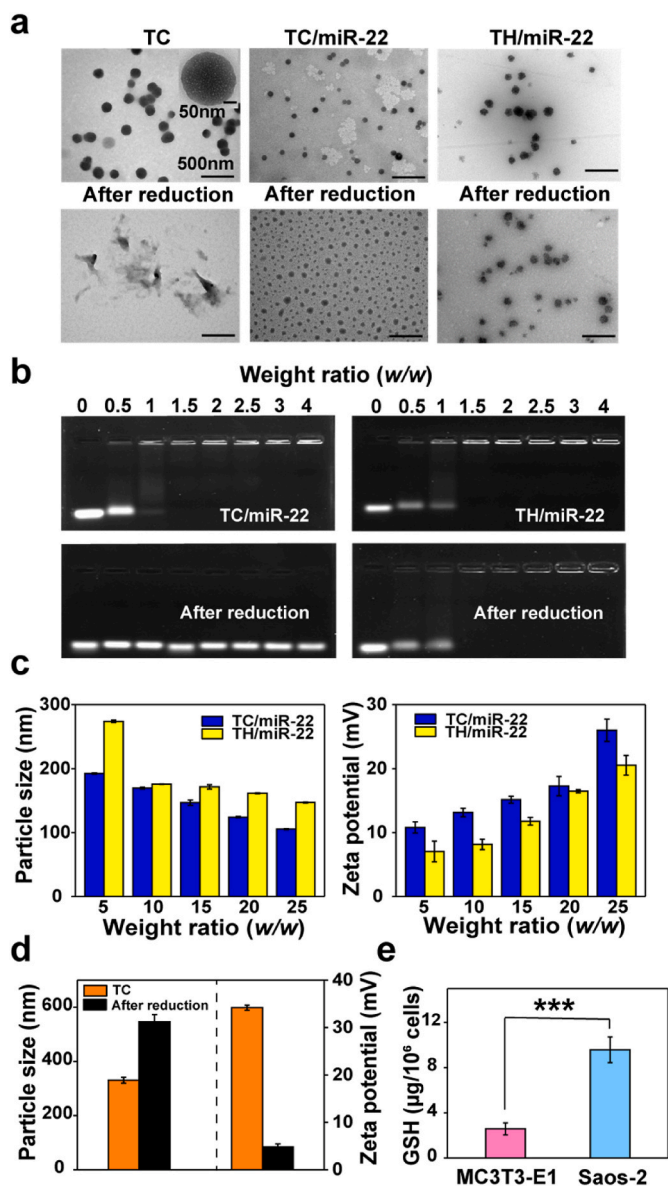 a
TC TC/miR-22 TH/miR-22
50nm
500nm
After reduction After reduction After reduction
b
Weight ratio (w/w)
0 0.5 1 1.5 2 2.5 3 4 0 0.5 1 1.5 2 2.5 3 4
TC/miR-22 TH/miR-22
After reduction After reduction
c
Particle size (nm)
300
200
100
0
TC/miR-22
TH/miR-22
5 10 15 20 25
Weight ratio (w/w)
Zeta potential (mV)
30
20
10
0
TC/miR-22
TH/miR-22
5 10 15 20 25
Weight ratio (w/w)
d
Particle size (nm)
600
400
200
0
TC
After reduction
40
30
20
10
0
Zeta potential (mV)
e
GSH (μg/10⁶ cells)
12
9
6
3
0
***
MC3T3-E1 Saos-2